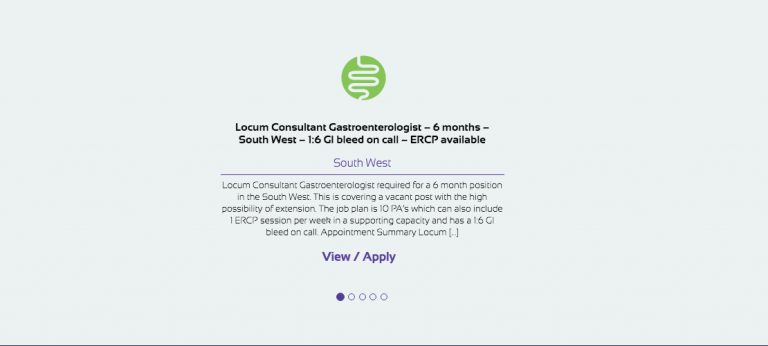 Locum Consultant Gastroenterologist – 6 months –
South West – 1:6 GI bleed on call – ERCP available
South West
Locum Consultant Gastroenterologist required for a 6 month position
in the South West. This is covering a vacant post with the high
possibility of extension. The job plan is 10 PA's which can also include
1 ERCP session per week in a supporting capacity and has a 1:6 GI
bleed on call. Appointment Summary Locum [...]
View / Apply